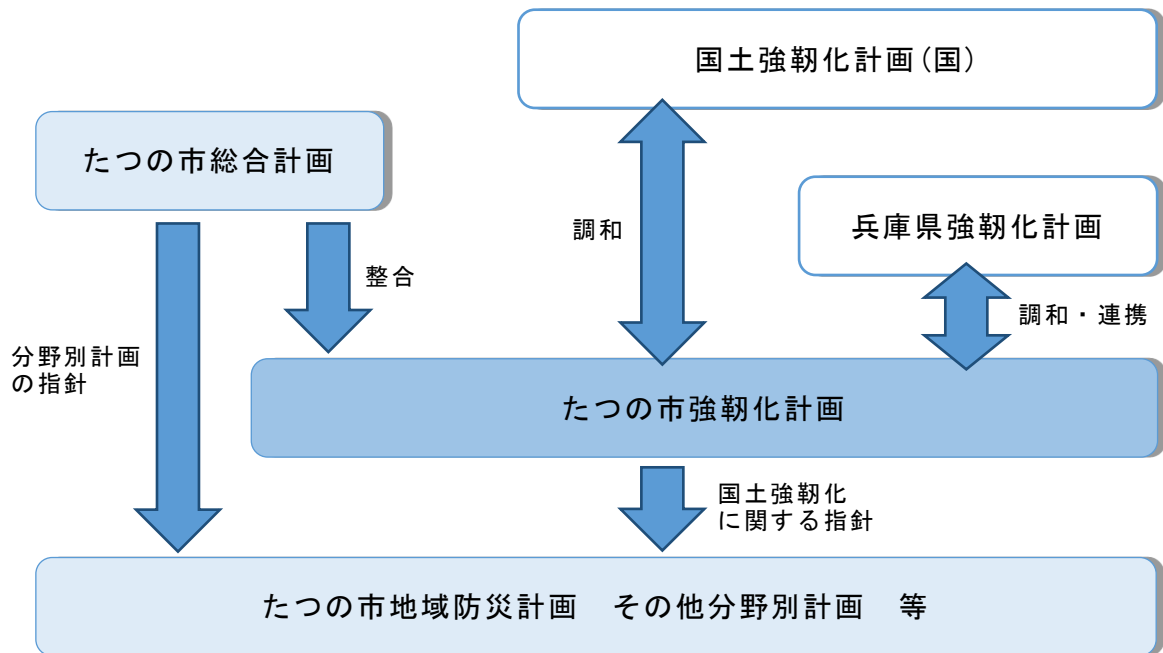 国土強靭化計画(国)
たつの市総合計画
兵庫県強靭化計画
調和
整合
調和・連携
分野別計画
の指針
たつの市強靭化計画
国土強靭化
に関する指針
たつの市地域防災計画　その他分野別計画　等